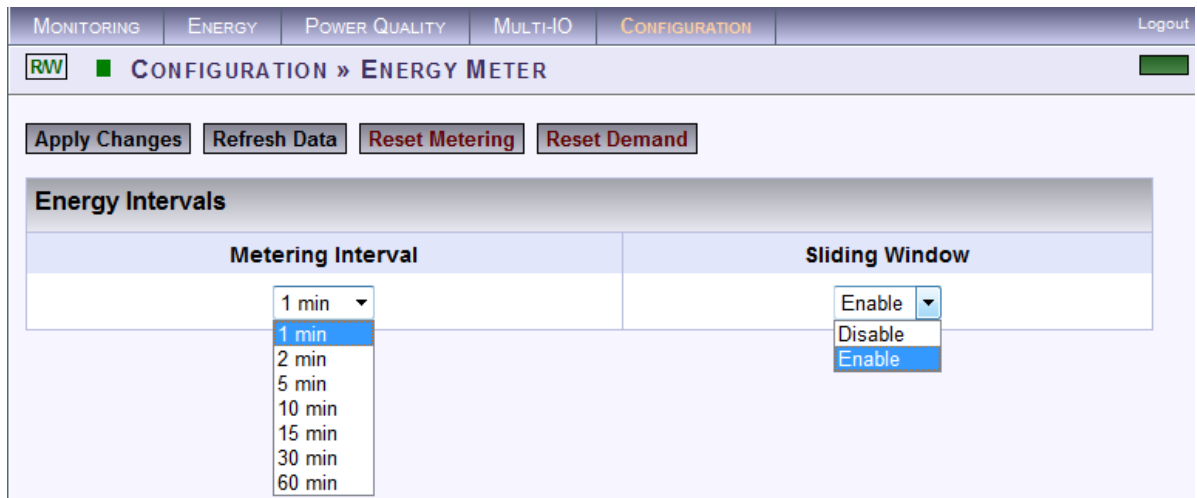 MONITORING ENERGY POWER QUALITY MULTI-IO CONFIGURATION Logout
R/W CONFIGURATION » ENERGY METER
Apply Changes Refresh Data Reset Metering Reset Demand
Energy Intervals
Metering Interval Sliding Window
1 min Enable
1 min Disable
2 min Enable
5 min
10 min
15 min
30 min
60 min